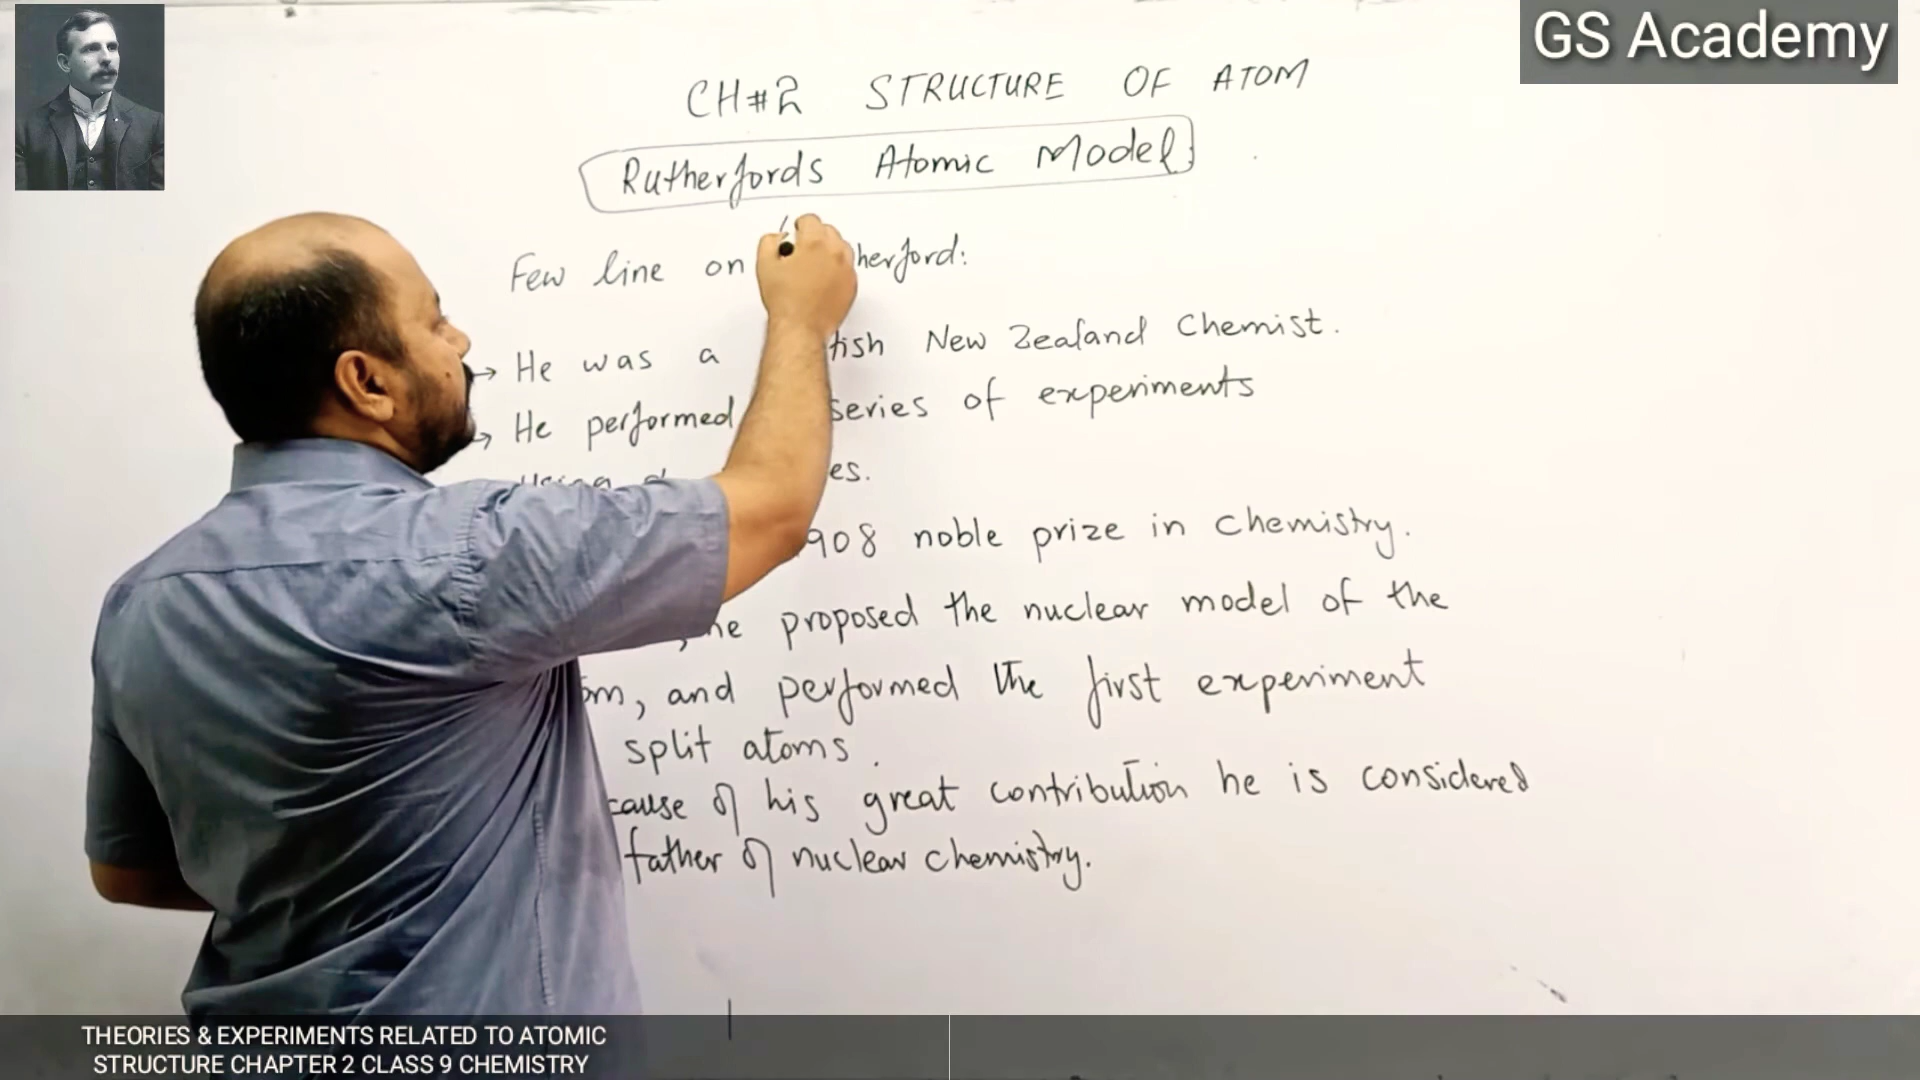 GS Academy
CH#2 STRUCTURE OF ATOM
Rutherfords Atomic Model
Few line on herford:
→ He was a tish New Zealand Chemist.
→ He performed series of experiments
es.
1908 noble prize in chemistry.
, he proposed the nuclear model of the
om, and performed the first experiment
split atoms.
cause of his great contribution he is considered
father of nuclear chemistry.
THEORIES & EXPERIMENTS RELATED TO ATOMIC
STRUCTURE CHAPTER 2 CLASS 9 CHEMISTRY